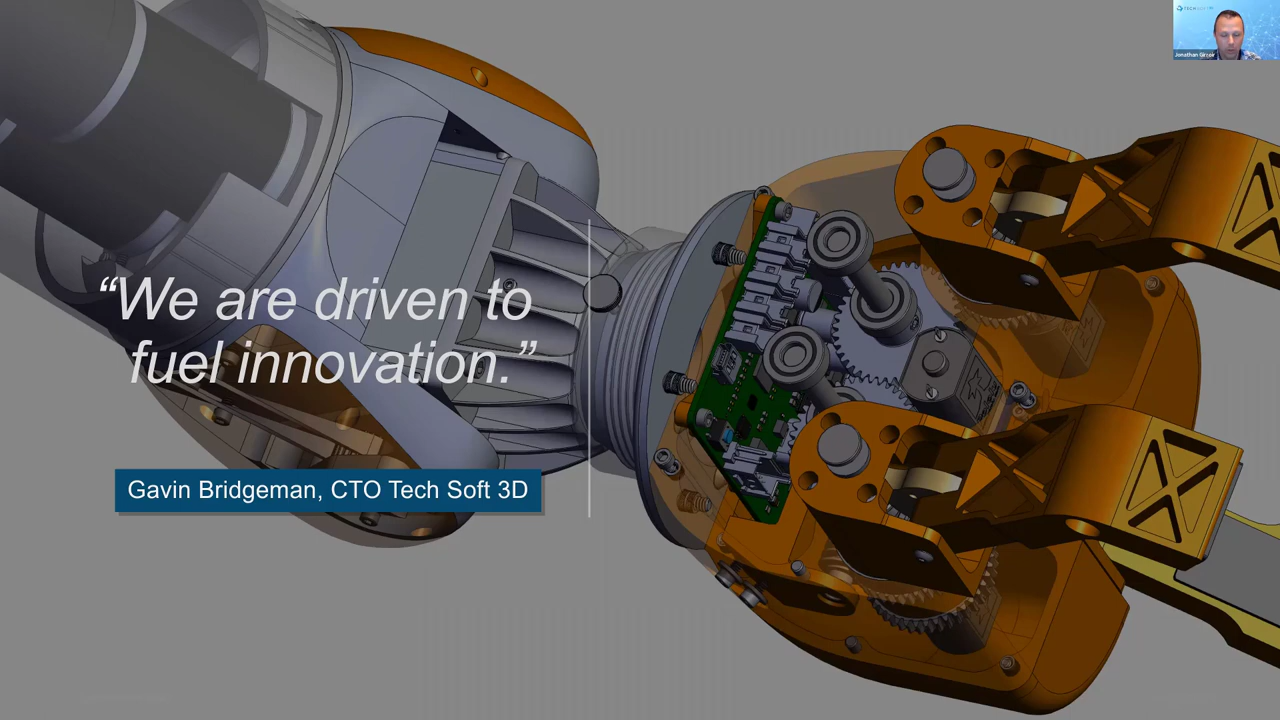 “We are driven to
fuel innovation.”
Gavin Bridgeman, CTO Tech Soft 3D